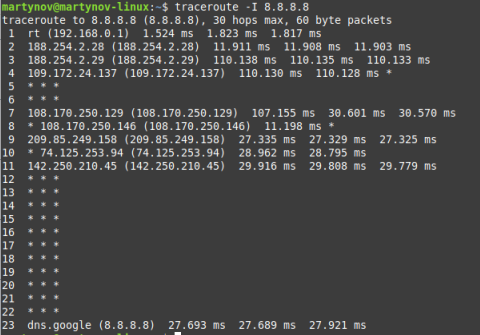 martynov@martynov-linux:~$ traceroute -I 8.8.8.8
traceroute to 8.8.8.8 (8.8.8.8), 30 hops max, 60 byte packets
1 rt (192.168.0.1) 1.524 ms 1.823 ms 1.817 ms
2 188.254.2.28 (188.254.2.28) 11.911 ms 11.908 ms 11.903 ms
3 188.254.2.29 (188.254.2.29) 110.138 ms 110.135 ms 110.133 ms
4 109.172.24.137 (109.172.24.137) 110.130 ms 110.128 ms *
5 * * *
6 * * *
7 108.170.250.129 (108.170.250.129) 107.155 ms 30.601 ms 30.570 ms
8 * 108.170.250.146 (108.170.250.146) 11.198 ms *
9 209.85.249.158 (209.85.249.158) 27.335 ms 27.329 ms 27.325 ms
10 * 74.125.253.94 (74.125.253.94) 28.962 ms 28.795 ms
11 142.250.210.45 (142.250.210.45) 29.916 ms 29.808 ms 29.779 ms
12 * * *
13 * * *
14 * * *
15 * * *
16 * * *
17 * * *
18 * * *
19 * * *
20 * * *
21 * * *
22 * * *
23 dns.google (8.8.8.8) 27.693 ms 27.689 ms 27.921 ms